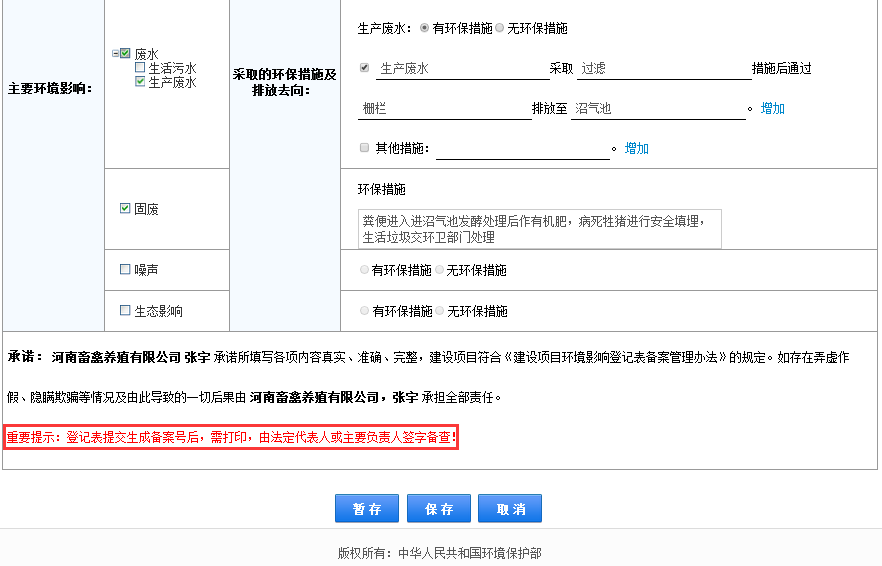 生产废水： 有环保措施 无环保措施
废水
生活污水
生产废水
主要环境影响：
采取的环保措施及
排放去向：
生产废水 采取 过滤 措施后通过
栅栏 排放至 沼气池 。 增加
其他措施： 。 增加
固废
环保措施
粪便进入进沼气池发酵处理后作有机肥，病死牲猪进行安全填埋，
生活垃圾交环卫部门处理
噪声
有环保措施 无环保措施
生态影响
有环保措施 无环保措施
承诺： 河南畜鑫养殖有限公司 张宇 承诺所填写各项内容真实、准确、完整，建设项目符合《建设项目环境影响登记表备案管理办法》的规定。如存在弄虚作
假、隐瞒欺骗等情况及由此导致的一切后果由 河南畜鑫养殖有限公司，张宇 承担全部责任。
重要提示：登记表提交生成备案号后，需打印，由法定代表人或主要负责人签字备查！
暂存 保存 取消
版权所有：中华人民共和国环境保护部